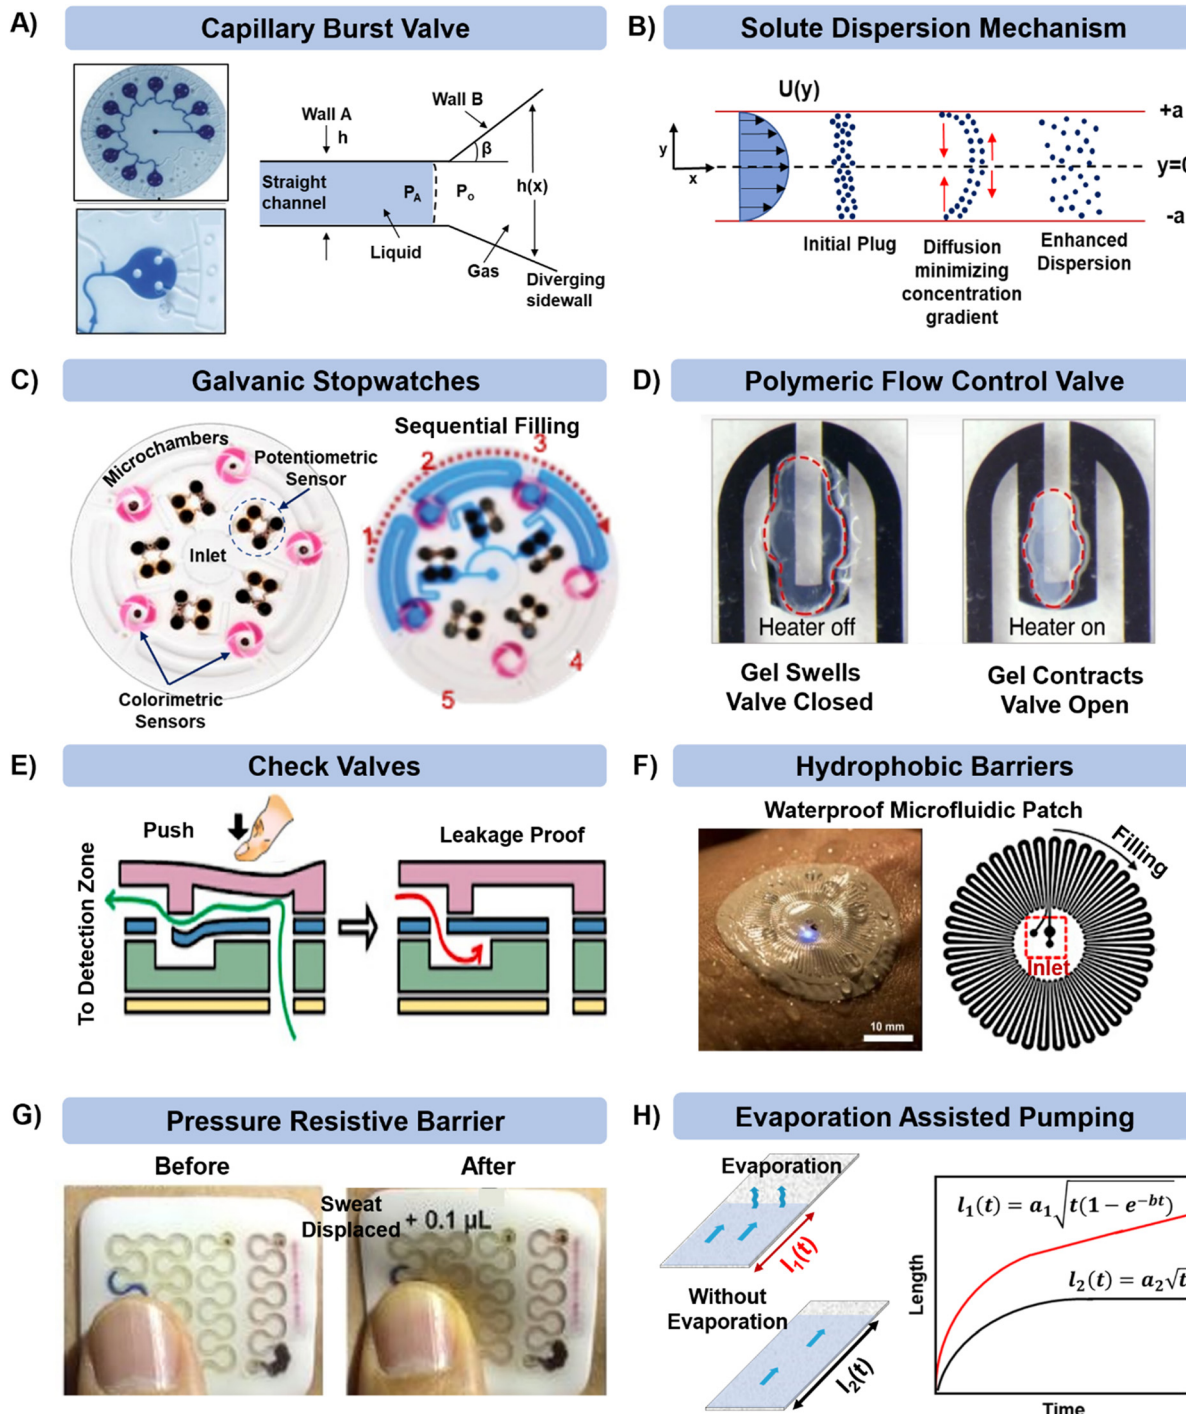 A)
Capillary Burst Valve
Wall A
h
Wall B
β
Straight
channel
P_A
P_o
h(x)
Liquid
Gas
Diverging
sidewall
B)
Solute Dispersion Mechanism
U(y)
+a
y
x
y=0
-a
Initial Plug
Diffusion
minimizing
concentration
gradient
Enhanced
Dispersion
C)
Galvanic Stopwatches
Microchambers
Potentiometric
Sensor
Inlet
Colorimetric
Sensors
Sequential Filling
1
2
3
4
5
D)
Polymeric Flow Control Valve
Heater off
Heater on
Gel Swells
Valve Closed
Gel Contracts
Valve Open
E)
Check Valves
Push
Leakage Proof
To Detection Zone
F)
Hydrophobic Barriers
Waterproof Microfluidic Patch
10 mm
Filling
Inlet
G)
Pressure Resistive Barrier
Before
After
Sweat
Displaced
+ 0.1 µL
H)
Evaporation Assisted Pumping
Evaporation
l₁(t)
Without
Evaporation
l₂(t)
l₁(t) = a₁√t(1 − e^{−bt})
l₂(t) = a₂√t
Length
Time